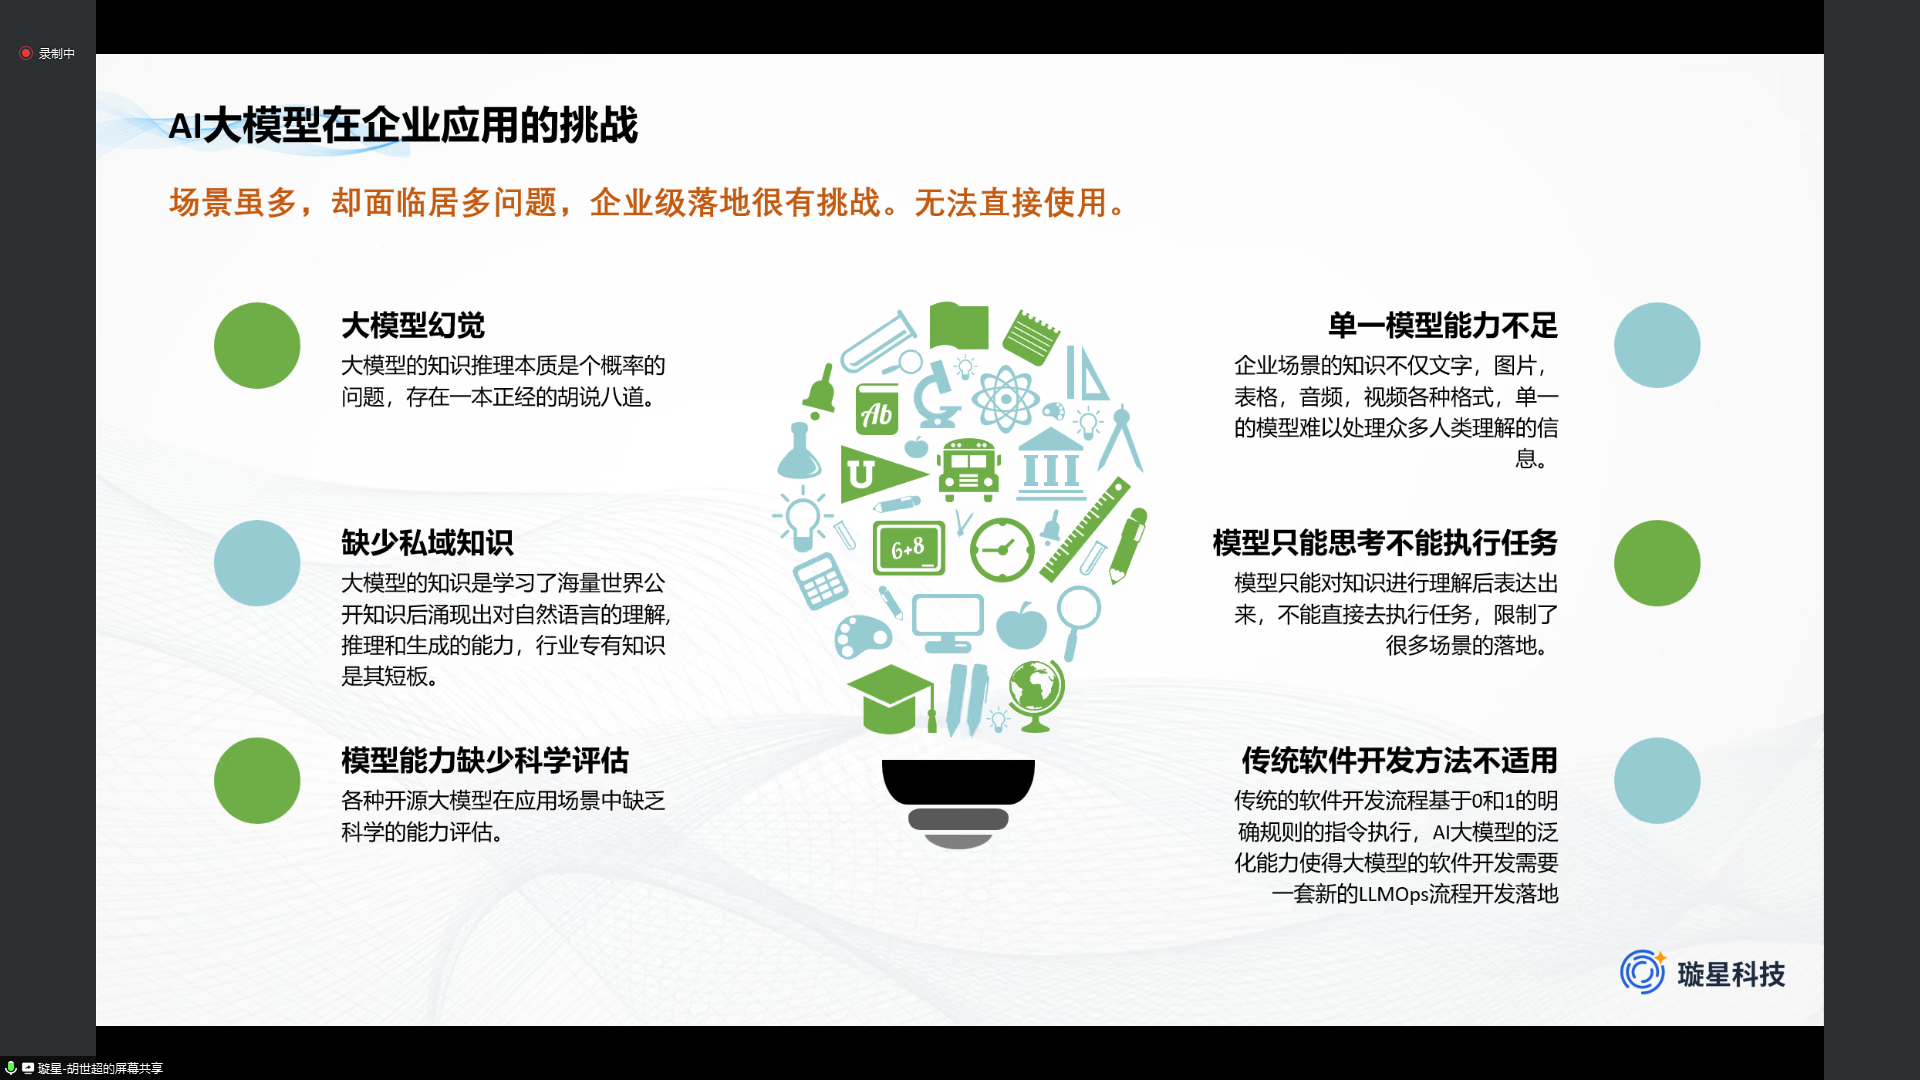 录制中
AI大模型在企业应用的挑战
场景虽多，却面临居多问题，企业级落地很有挑战。无法直接使用。
大模型幻觉
大模型的知识推理本质是个概率的
问题，存在一本正经的胡说八道。
缺少私域知识
大模型的知识是学习了海量世界公
开知识后涌现出对自然语言的理解，
推理和生成的能力，行业专有知识
是其短板。
模型能力缺少科学评估
各种开源大模型在应用场景中缺乏
科学的能力评估。
Ab
U
6+8
单一模型能力不足
企业场景的知识不仅文字，图片，
表格，音频，视频各种格式，单一
的模型难以处理众多人类理解的信
息。
模型只能思考不能执行任务
模型只能对知识进行理解后表达出
来，不能直接去执行任务，限制了
很多场景的落地。
传统软件开发方法不适用
传统的软件开发流程基于0和1的明
确规则的指令执行，AI大模型的泛
化能力使得大模型的软件开发需要
一套新的LLMOps流程开发落地
璇星科技
璇星-胡世超的屏幕共享